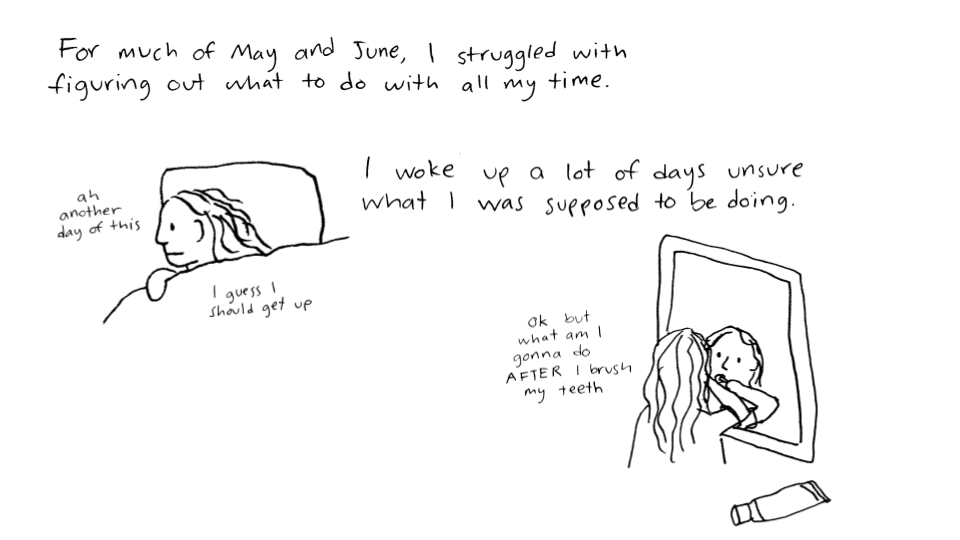 For much of May and June, I struggled with
figuring out what to do with all my time.
I woke up a lot of days unsure
what I was supposed to be doing.
ah
another
day of this
I guess I
should get up
ok but
what am I
gonna do
AFTER I brush
my teeth